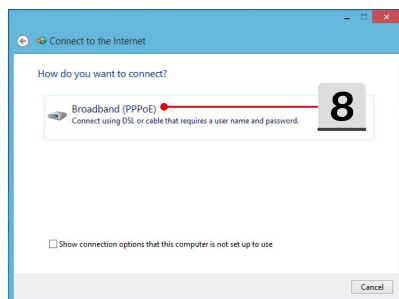 Connect to the Internet
How do you want to connect?
Broadband (PPPoE)
Connect using DSL or cable that requires a user name and password.
8
Show connection options that this computer is not set up to use
Cancel